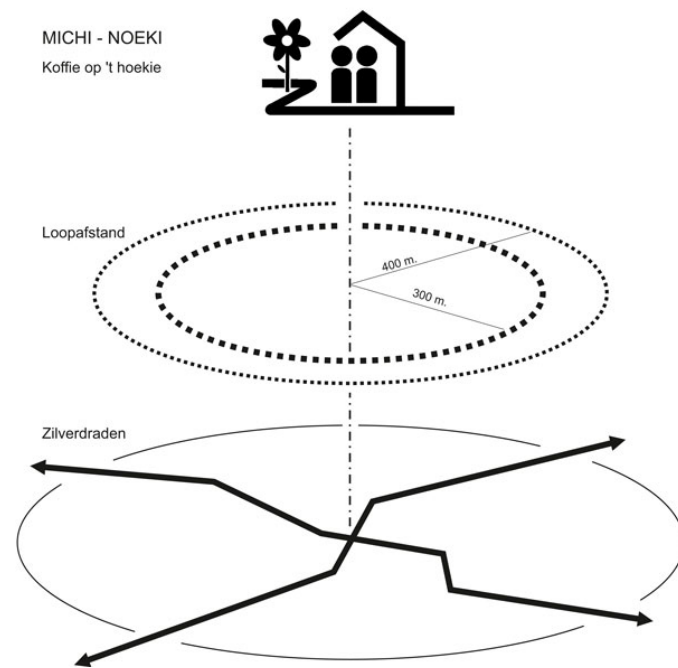 MICHI - NOEKI
Koffie op 't hoekie
Loopafstand
400 m.
300 m.
Zilverdraden